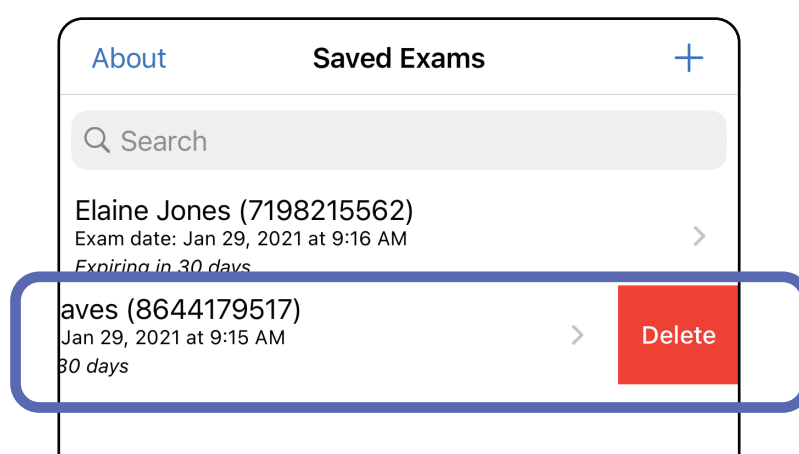 About Saved Exams +
Search
Elaine Jones (7198215562)
Exam date: Jan 29, 2021 at 9:16 AM
Expiring in 30 days
aves (8644179517)
Jan 29, 2021 at 9:15 AM
30 days
Delete